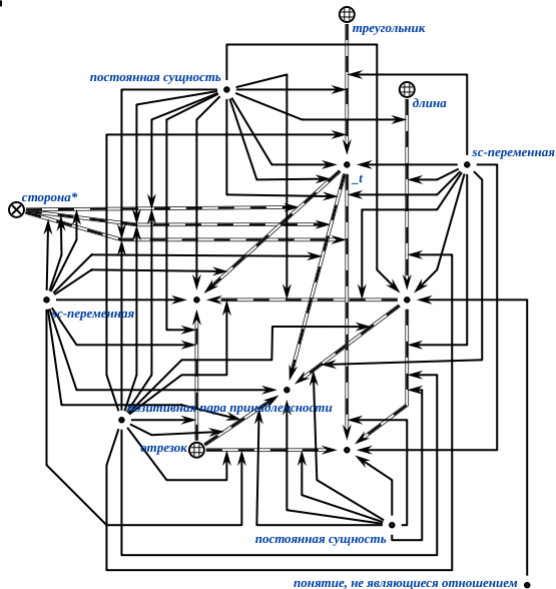 треугольник
постоянная сущность
длина
sc-переменная
_t
сторона*
sc-переменная
позитивная пара принадлежности
отрезок
постоянная сущность
понятие, не являющиеся отношением